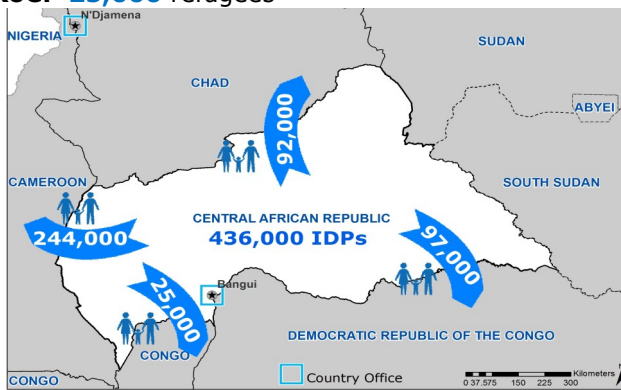 25,000 refugees
N'Djamena
NIGERIA
SUDAN
CHAD
ABYEI
92,000
CAMEROON
SOUTH SUDAN
CENTRAL AFRICAN REPUBLIC
244,000
436,000 IDPs
97,000
25,000
Bangui
DEMOCRATIC REPUBLIC OF THE CONGO
CONGO
CONGO
Country Office
Kilometers
0 37.575 150 225 300